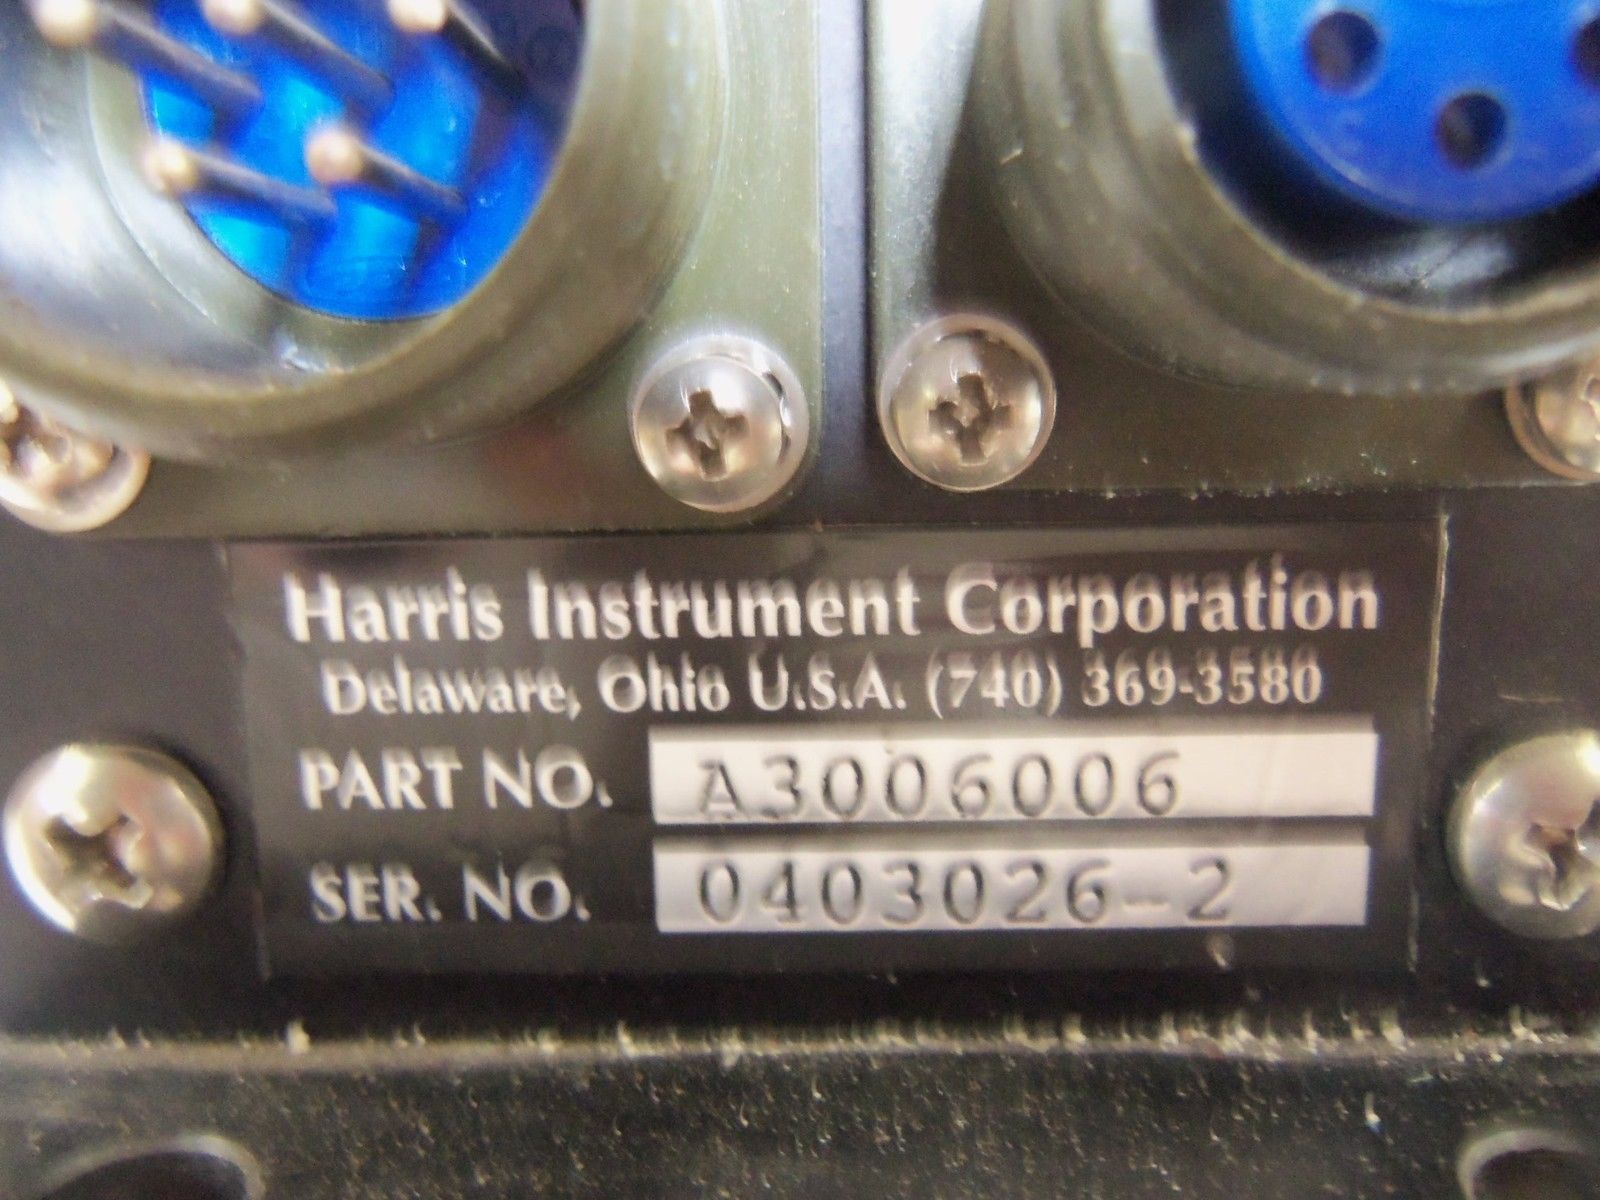 Harris Instrument Corporation
Delaware, Ohio U.S.A. (740) 369-3580
PART NO. A3006006
SER. NO. 0403026-2